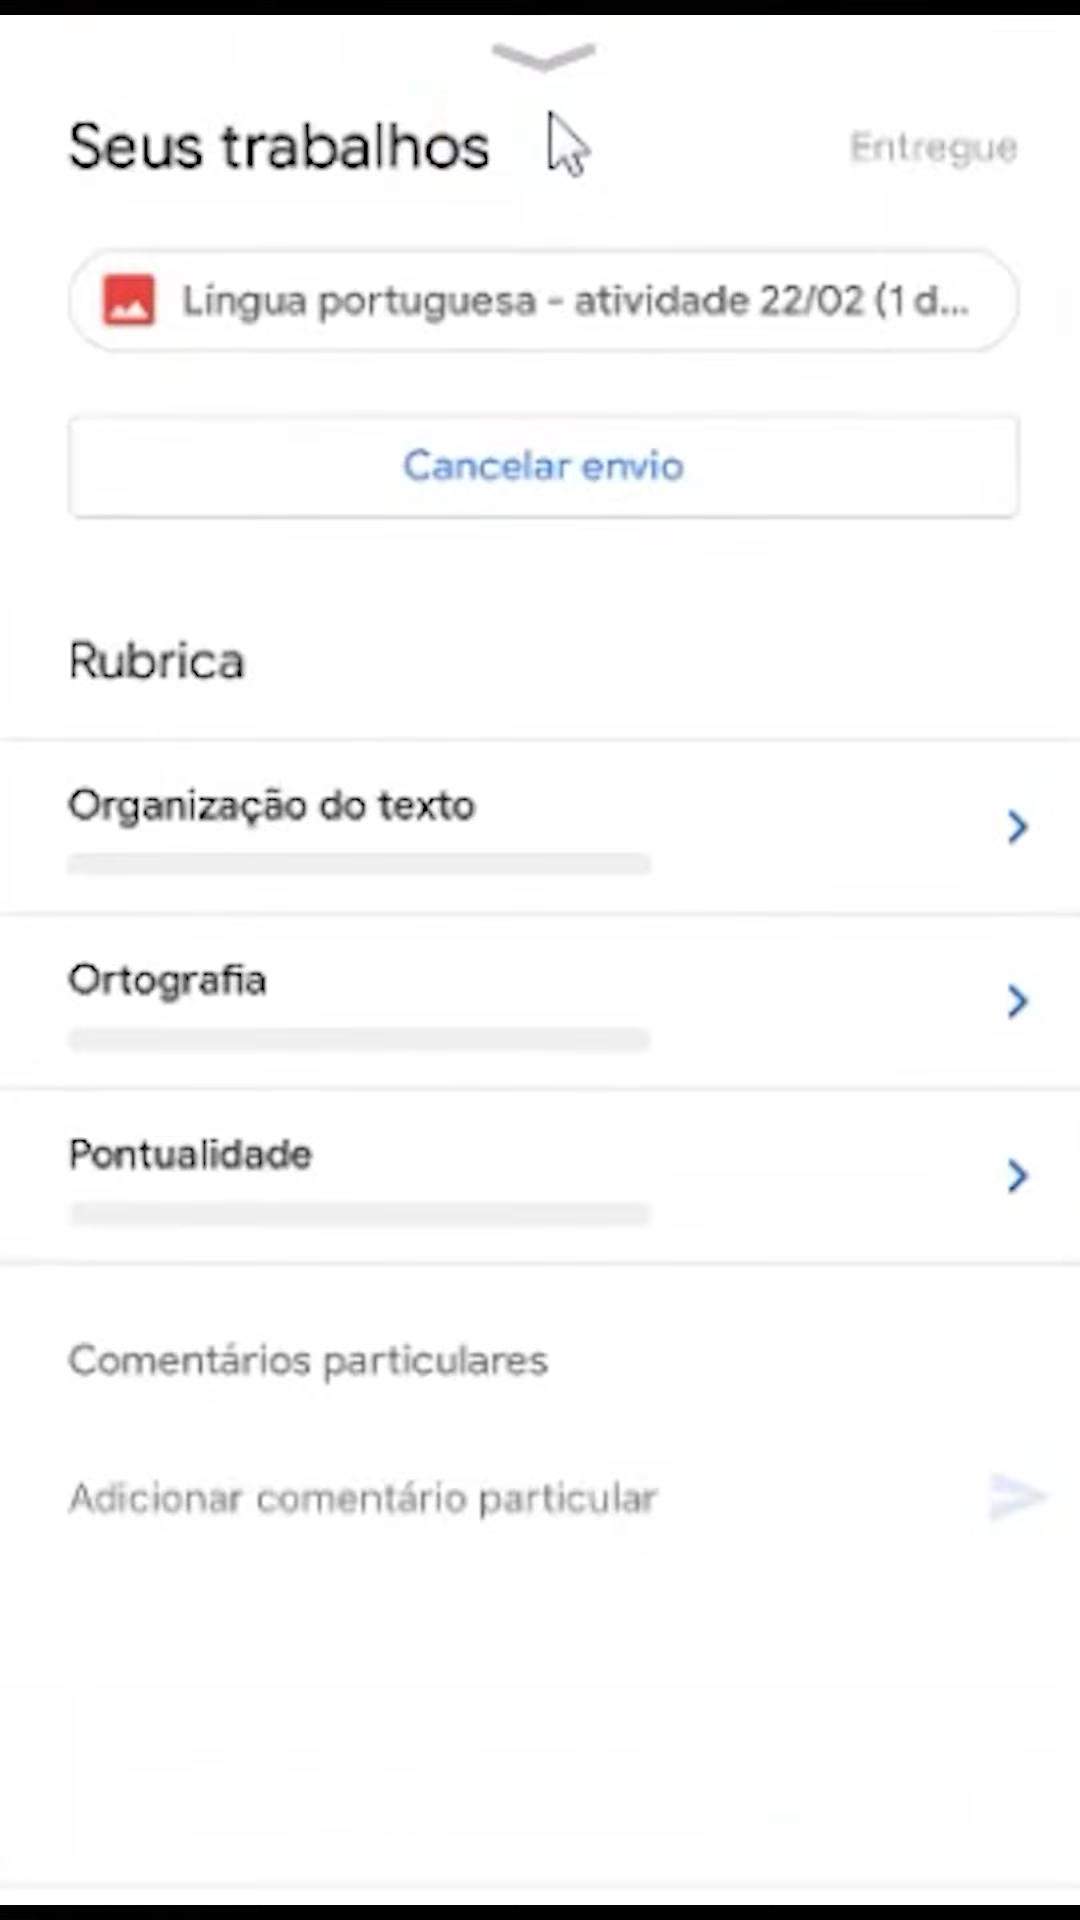 Seus trabalhos
Entregue
Língua portuguesa - atividade 22/02 (1 d...
Cancelar envio
Rubrica
Organização do texto
Ortografia
Pontualidade
Comentários particulares
Adicionar comentário particular